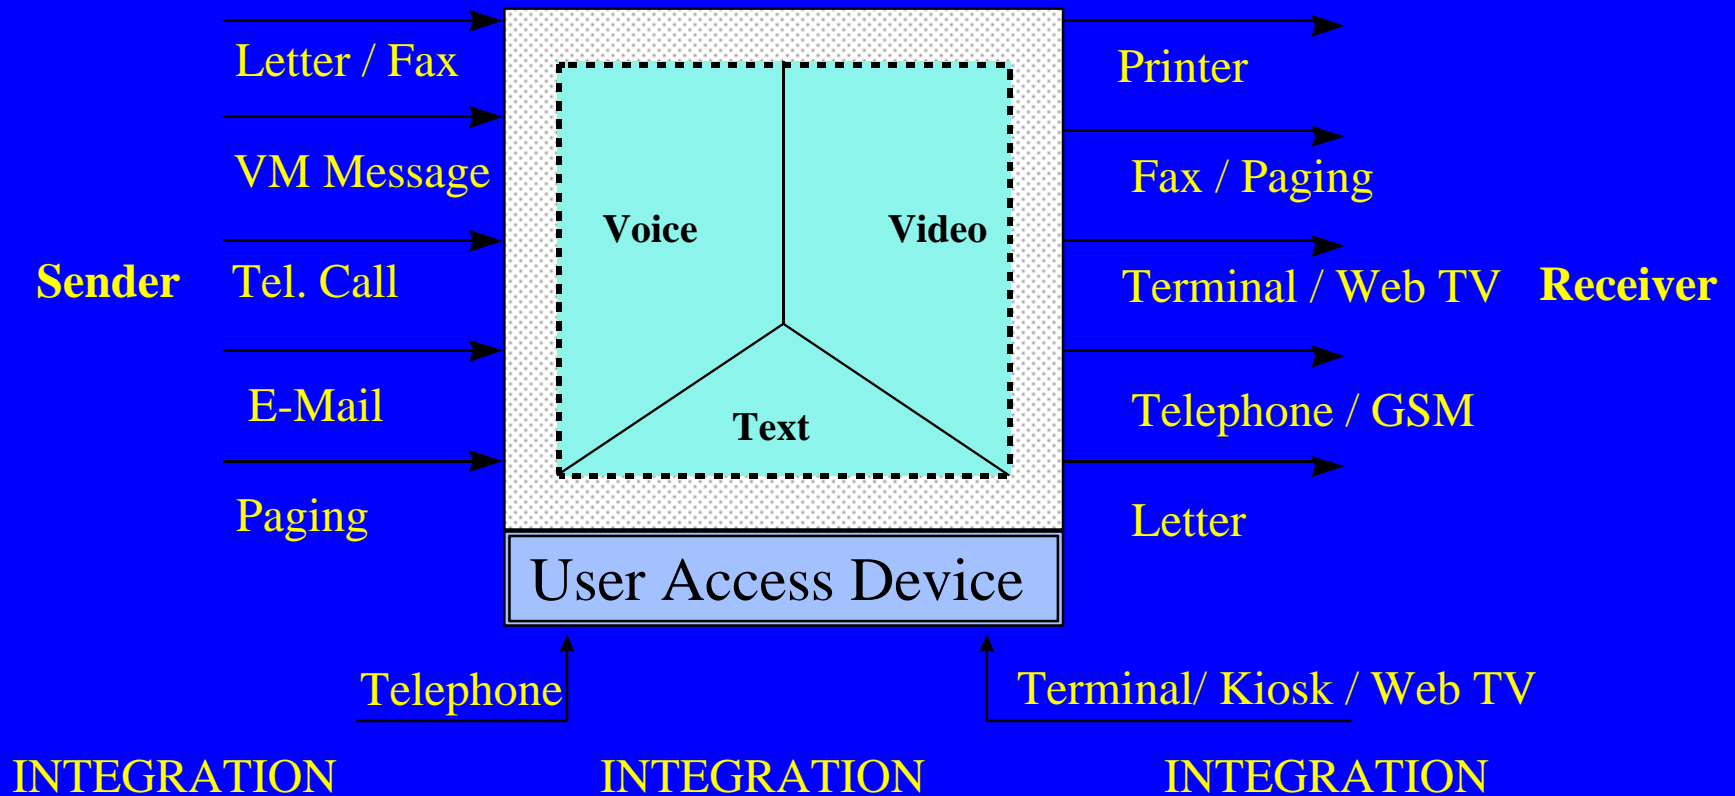 Letter / Fax
VM Message
Sender
Tel. Call
E-Mail
Paging
Voice
Video
Text
User Access Device
Printer
Fax / Paging
Terminal / Web TV
Receiver
Telephone / GSM
Letter
Telephone
Terminal/ Kiosk / Web TV
INTEGRATION
INTEGRATION
INTEGRATION